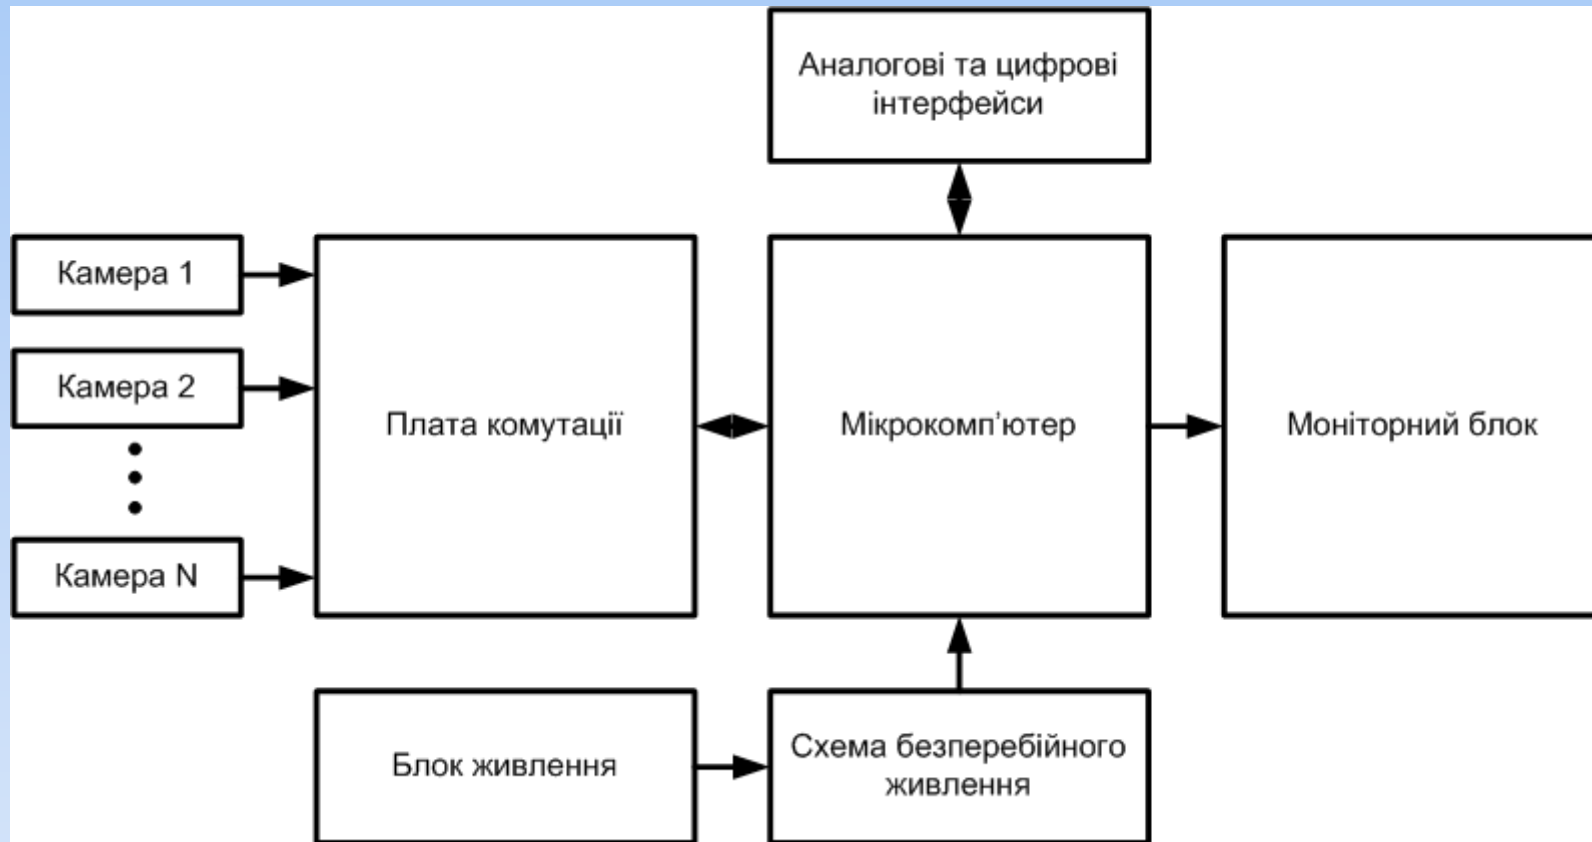 Аналогові та цифрові
інтерфейси
Камера 1
Камера 2
Камера N
Плата комутації
Мікрокомп’ютер
Моніторний блок
Блок живлення
Схема безперебійного
живлення